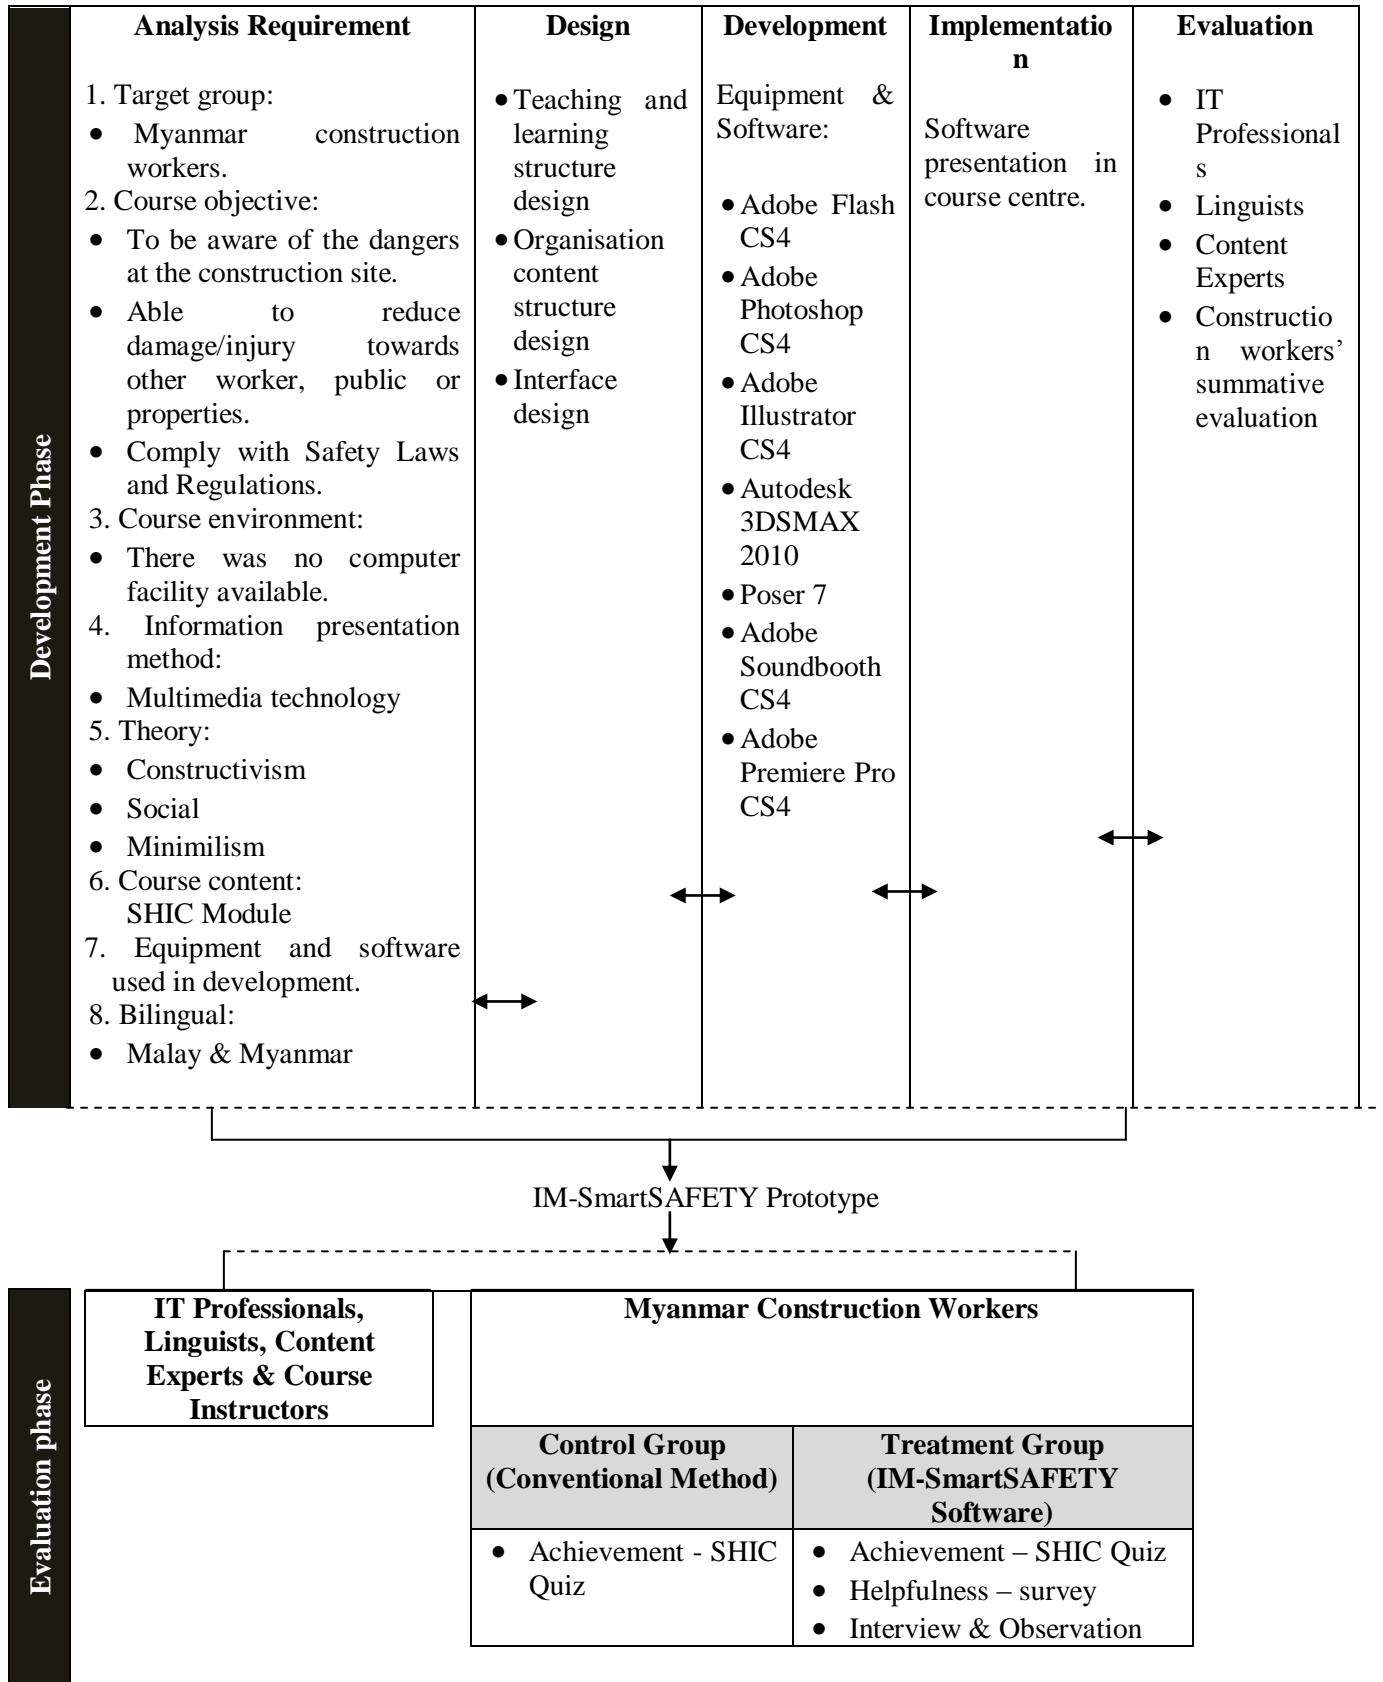 Development Phase
Analysis Requirement
1. Target group:
• Myanmar construction
workers.
2. Course objective:
• To be aware of the dangers
at the construction site.
• Able to reduce
damage/injury towards
other worker, public or
properties.
• Comply with Safety Laws
and Regulations.
3. Course environment:
• There was no computer
facility available.
4. Information presentation
method:
• Multimedia technology
5. Theory:
• Constructivism
• Social
• Minimilism
6. Course content:
SHIC Module
7. Equipment and software
used in development.
8. Bilingual:
• Malay & Myanmar
Design
• Teaching and
learning
structure
design
• Organisation
content
structure
design
• Interface
design
Development
Equipment &
Software:
• Adobe Flash
CS4
• Adobe
Photoshop
CS4
• Adobe
Illustrator
CS4
• Autodesk
3DSMAX
2010
• Poser 7
• Adobe
Soundbooth
CS4
• Adobe
Premiere Pro
CS4
Implementatio
n
Software
presentation in
course centre.
Evaluation
• IT
Professional
s
• Linguists
• Content
Experts
• Constructio
n workers’
summative
evaluation
IM-SmartSAFETY Prototype
Evaluation phase
IT Professionals,
Linguists, Content
Experts & Course
Instructors
Myanmar Construction Workers
Control Group
(Conventional Method)
• Achievement - SHIC
Quiz
Treatment Group
(IM-SmartSAFETY
Software)
• Achievement – SHIC Quiz
• Helpfulness – survey
• Interview & Observation